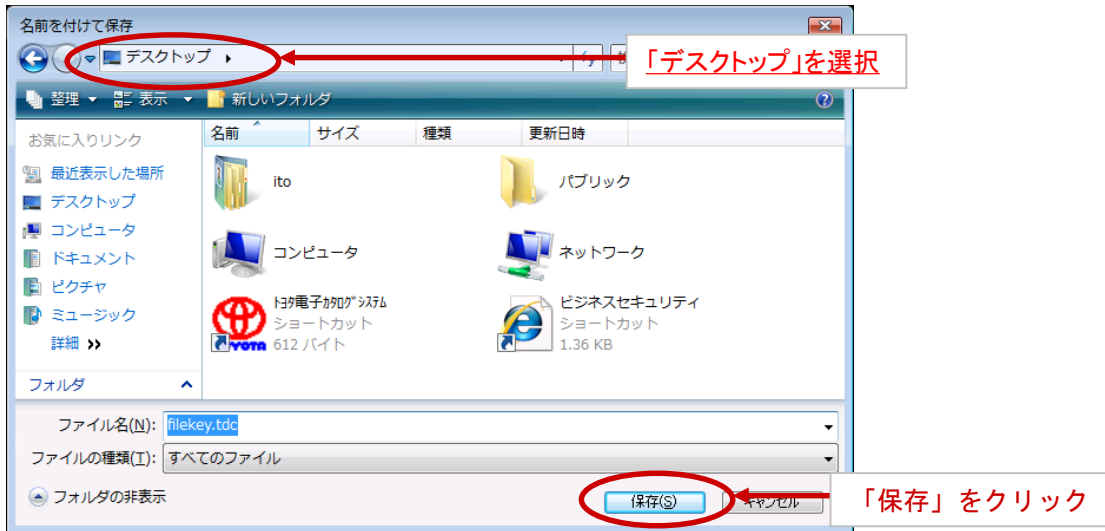 名前を付けて保存
デスクトップ
「デスクトップ」を選択
整理 表示 新しいフォルダ
お気に入りリンク
名前 サイズ 種類 更新日時
最近表示した場所
デスクトップ
コンピュータ
ドキュメント
ピクチャ
ミュージック
詳細 >>
フォルダ
ito
パブリック
コンピュータ
ネットワーク
ﾄﾖﾀ電子ｶﾀﾛｸﾞｼｽﾃﾑ
ショートカット
612 バイト
ビジネスセキュリティ
ショートカット
1.36 KB
ファイル名(N): filekey.tdc
ファイルの種類(T): すべてのファイル
フォルダの非表示
保存(S)
キャンセル
「保存」をクリック